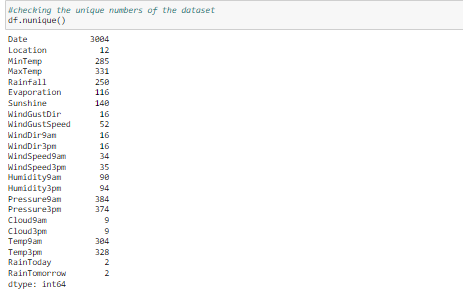 #checking the unique numbers of the dataset
df.nunique()
Date 3004
Location 12
MinTemp 285
MaxTemp 331
Rainfall 250
Evaporation 116
Sunshine 140
WindGustDir 16
WindGustSpeed 52
WindDir9am 16
WindDir3pm 16
WindSpeed9am 34
WindSpeed3pm 35
Humidity9am 90
Humidity3pm 94
Pressure9am 384
Pressure3pm 374
Cloud9am 9
Cloud3pm 9
Temp9am 304
Temp3pm 328
RainToday 2
RainTomorrow 2
dtype: int64